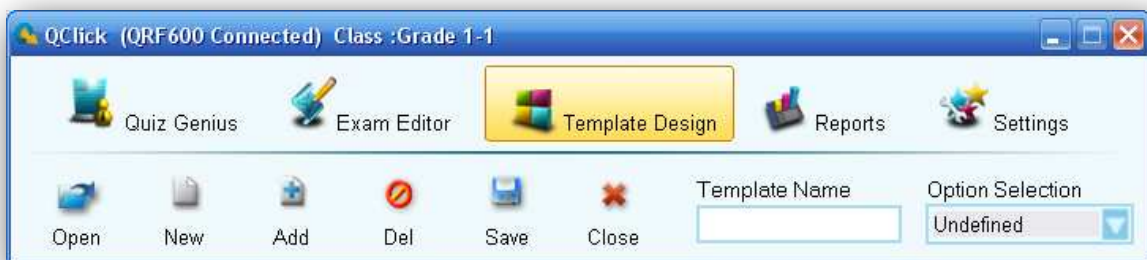 QClick (QRF600 Connected) Class :Grade 1-1
Quiz Genius Exam Editor Template Design Reports Settings
Template Name Option Selection
Undefined
Open New Add Del Save Close